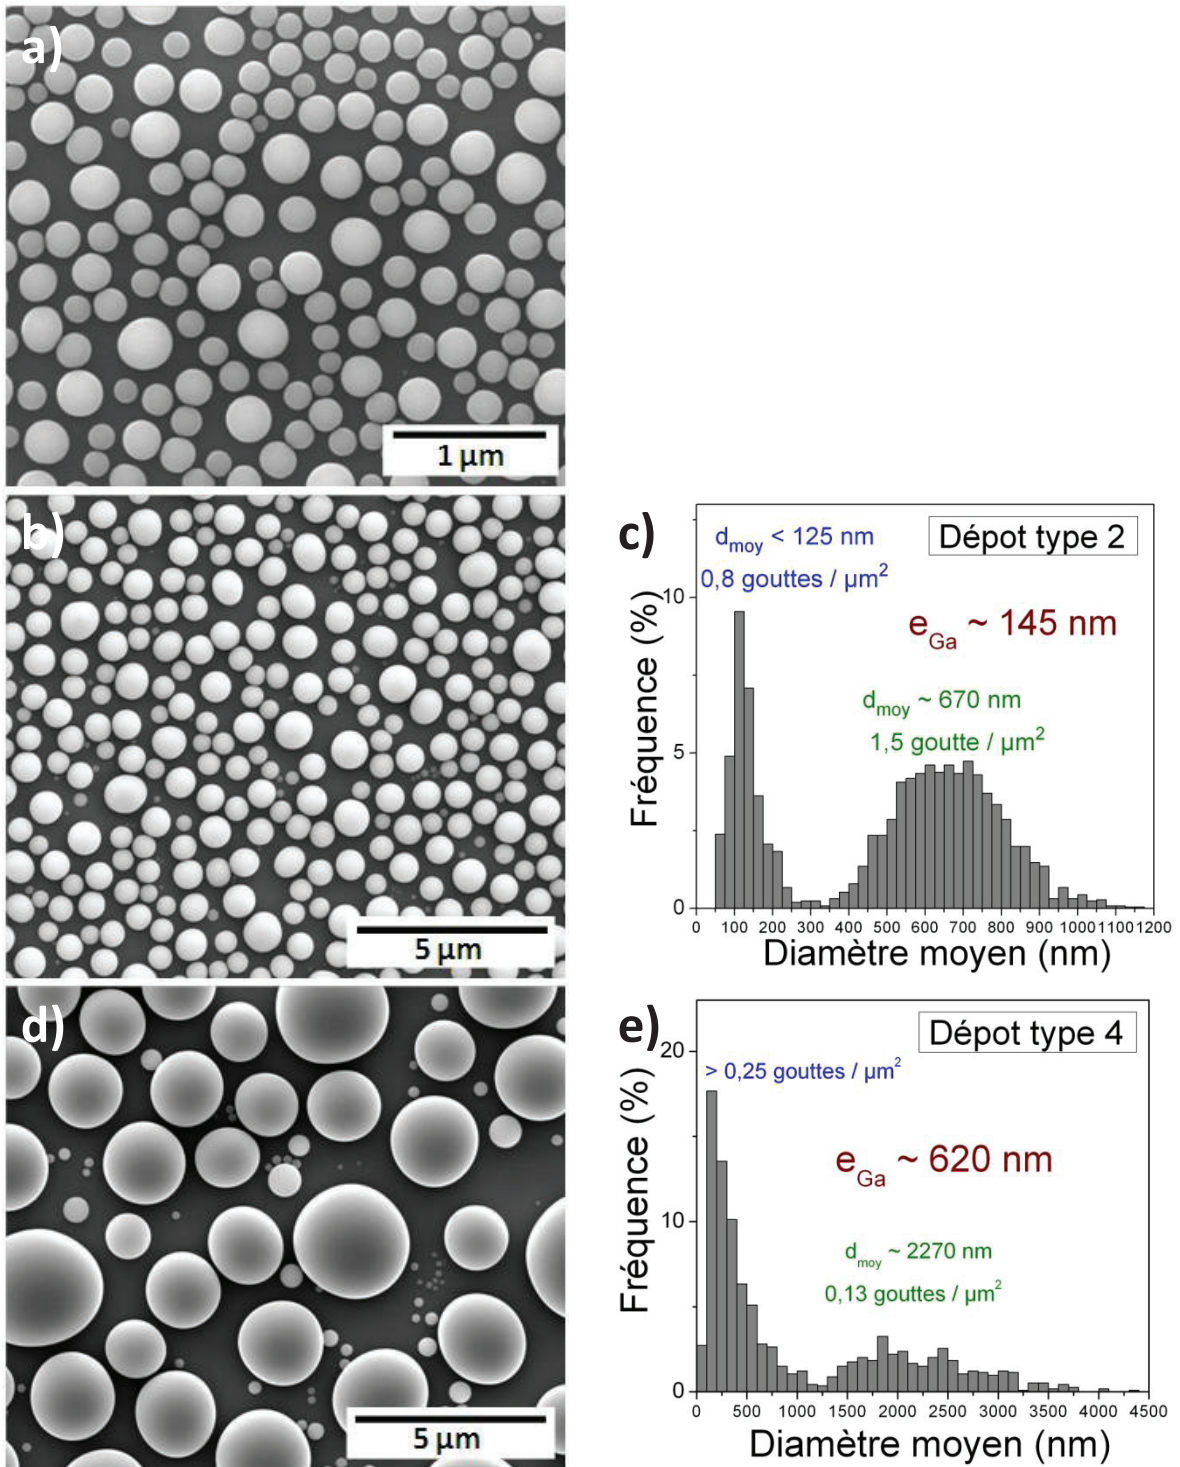 a)
1 µm
b)
5 µm
c)
Dépot type 2
d_moy < 125 nm
0,8 gouttes / µm²
e_Ga ~ 145 nm
d_moy ~ 670 nm
1,5 goutte / µm²
Fréquence (%)
10
5
0
0 100 200 300 400 500 600 700 800 900 1000 1100 1200
Diamètre moyen (nm)
d)
5 µm
e)
Dépot type 4
> 0,25 gouttes / µm²
e_Ga ~ 620 nm
d_moy ~ 2270 nm
0,13 gouttes / µm²
Fréquence (%)
20
10
0
0 500 1000 1500 2000 2500 3000 3500 4000 4500
Diamètre moyen (nm)